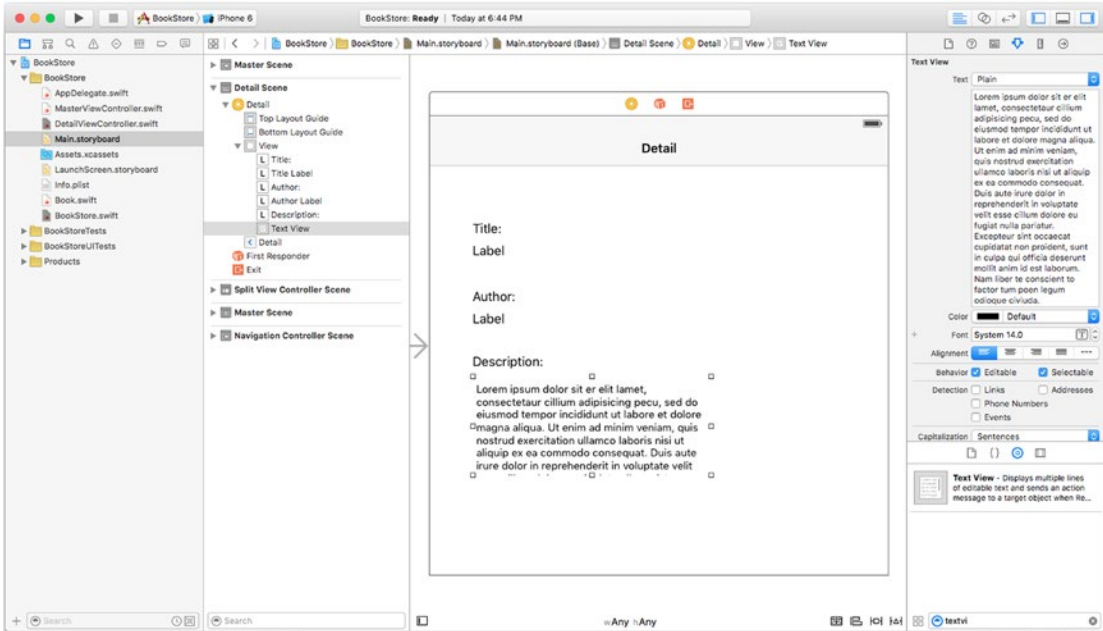 BookStore
iPhone 6
BookStore: Ready | Today at 6:44 PM
BookStore
BookStore
Main.storyboard
Main.storyboard (Base)
Detail Scene
Detail
View
Text View
BookStore
BookStore
AppDelegate.swift
MasterViewController.swift
DetailViewController.swift
Main.storyboard
Assets.xcassets
LaunchScreen.storyboard
Info.plist
Book.swift
BookStore.swift
BookStoreTests
BookStoreUITests
Products
Search
Master Scene
Detail Scene
Detail
Top Layout Guide
Bottom Layout Guide
View
L Title:
L Title Label
L Author:
L Author Label
L Description:
Text View
Detail
First Responder
Exit
Split View Controller Scene
Master Scene
Navigation Controller Scene
Search
Detail
Title:
Label
Author:
Label
Description:
Lorem ipsum dolor sit er elit lamet,
consectetaur cillium adipisicing pecu, sed do
eiusmod tempor incididunt ut labore et dolore
magna aliqua. Ut enim ad minim veniam, quis
nostrud exercitation ullamco laboris nisi ut
aliquip ex ea commodo consequat. Duis aute
irure dolor in reprehenderit in voluptate velit
wAny hAny
Text View
Text Plain
Lorem ipsum dolor sit er elit
lamet, consectetaur cillium
adipisicing pecu, sed do
eiusmod tempor incididunt ut
labore et dolore magna aliqua.
Ut enim ad minim veniam,
quis nostrud exercitation
ullamco laboris nisi ut aliquip
ex ea commodo consequat.
Duis aute irure dolor in
reprehenderit in voluptate
velit esse cillum dolore eu
fugiat nulla pariatur.
Excepteur sint occaecat
cupidatat non proident, sunt
in culpa qui officia deserunt
mollit anim id est laborum.
Nam liber te conscient to
factor tum poen legum
odioque civiuda.
Color Default
+ Font System 14.0
Alignment
Behavior Editable Selectable
Detection Links Addresses
Phone Numbers
Events
Capitalization Sentences
Text View - Displays multiple lines
of editable text and sends an action
message to a target object when Re...
textvi